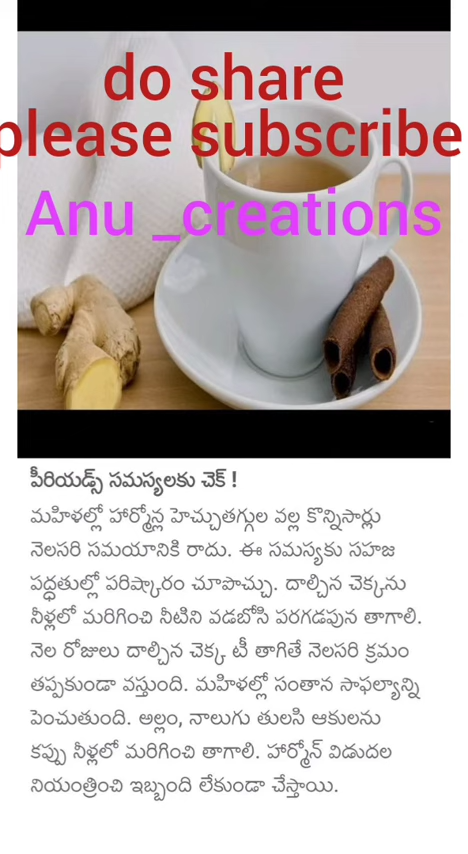 do share
please subscribe
Anu _creations
పీరియడ్స్ సమస్యలకు చెక్ !
మహిళల్లో హార్మోన్ల హెచ్చుతగ్గుల వల్ల కొన్నిసార్లు
నెలసరి సమయానికి రాదు. ఈ సమస్యకు సహజ
పద్ధతుల్లో పరిష్కారం చూపొచ్చు. దాల్చిన చెక్కను
నీళ్లలో మరిగించి నీటిని వడబోసి పరగడపున తాగాలి.
నెల రోజులు దాల్చిన చెక్క టీ తాగితే నెలసరి క్రమం
తప్పకుండా వస్తుంది. మహిళల్లో సంతాన సాఫల్యాన్ని
పెంచుతుంది. అల్లం, నాలుగు తులసి ఆకులను
కప్పు నీళ్లలో మరిగించి తాగాలి. హార్మోన్ విడుదల
నియంత్రించి ఇబ్బంది లేకుండా చేస్తాయి.